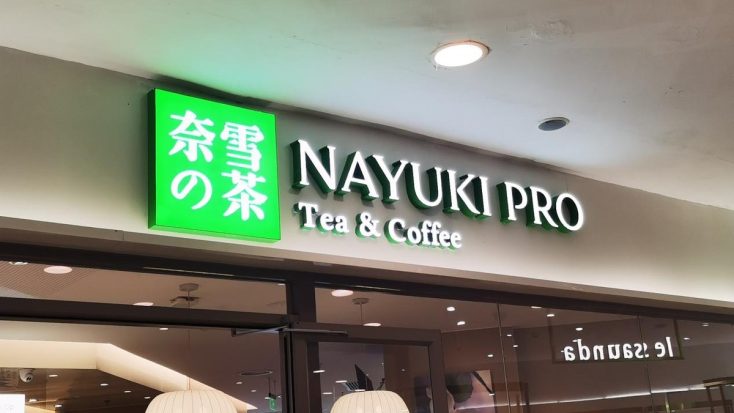 奈雪
の茶
NAYUKI PRO
Tea & Coffee
le saunda